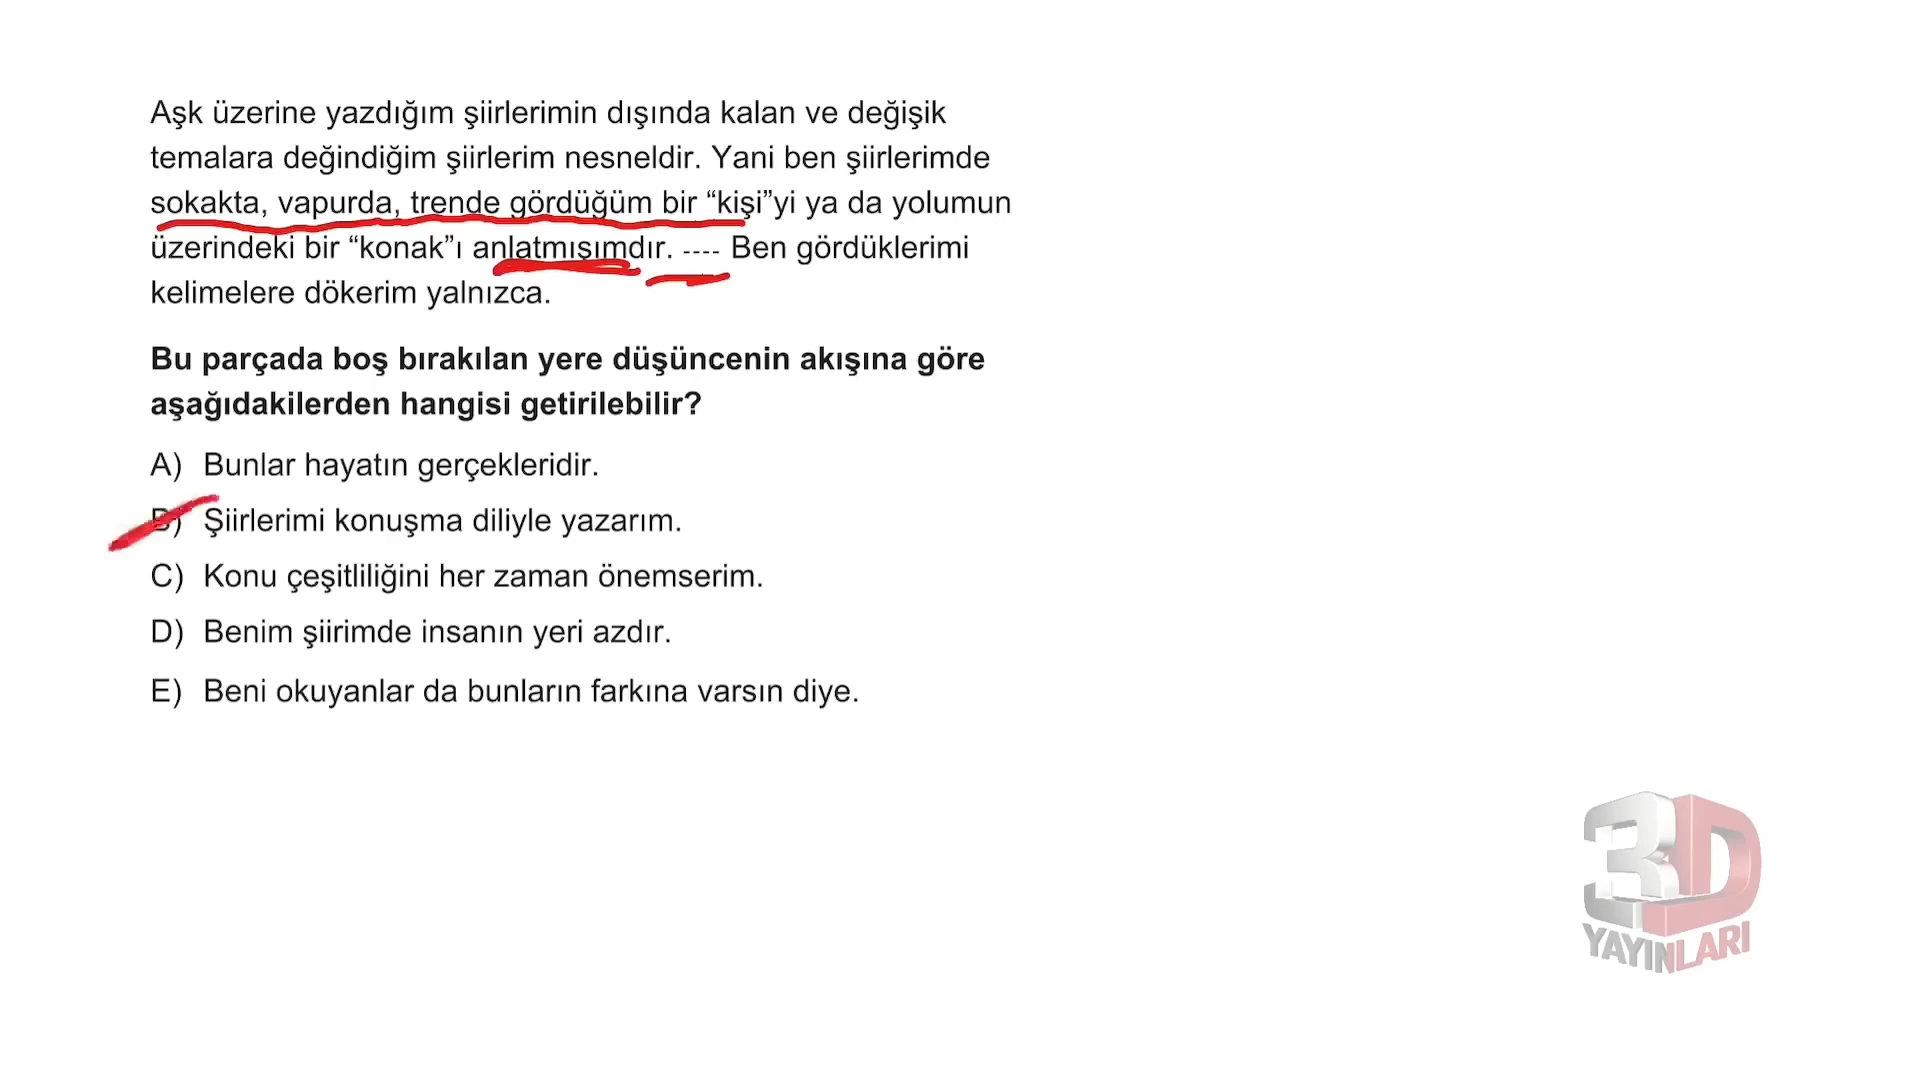 Aşk üzerine yazdığım şiirlerimin dışında kalan ve değişik
temalara değindiğim şiirlerim nesneldir. Yani ben şiirlerimde
sokakta, vapurda, trende gördüğüm bir “kişi”yi ya da yolumun
üzerindeki bir “konak”ı anlatmışımdır. ---- Ben gördüklerimi
kelimelere dökerim yalnızca.
Bu parçada boş bırakılan yere düşüncenin akışına göre
aşağıdakilerden hangisi getirilebilir?
A) Bunlar hayatın gerçekleridir.
B) Şiirlerimi konuşma diliyle yazarım.
C) Konu çeşitliliğini her zaman önemserim.
D) Benim şiirimde insanın yeri azdır.
E) Beni okuyanlar da bunların farkına varsın diye.
3D
YAYINLARI